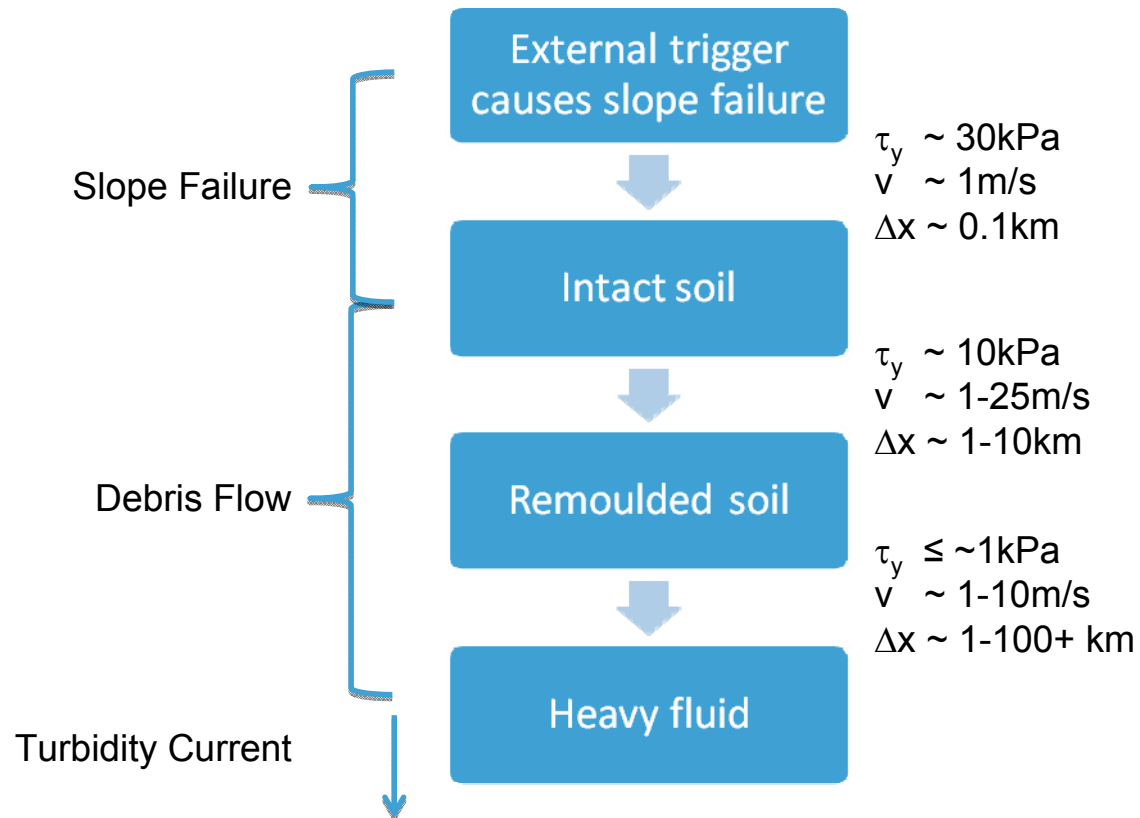 External trigger
causes slope failure
τy ~ 30kPa
v ~ 1m/s
Δx ~ 0.1km
Slope Failure
Intact soil
τy ~ 10kPa
v ~ 1-25m/s
Δx ~ 1-10km
Debris Flow
Remoulded soil
τy ≤ ~1kPa
v ~ 1-10m/s
Δx ~ 1-100+ km
Heavy fluid
Turbidity Current